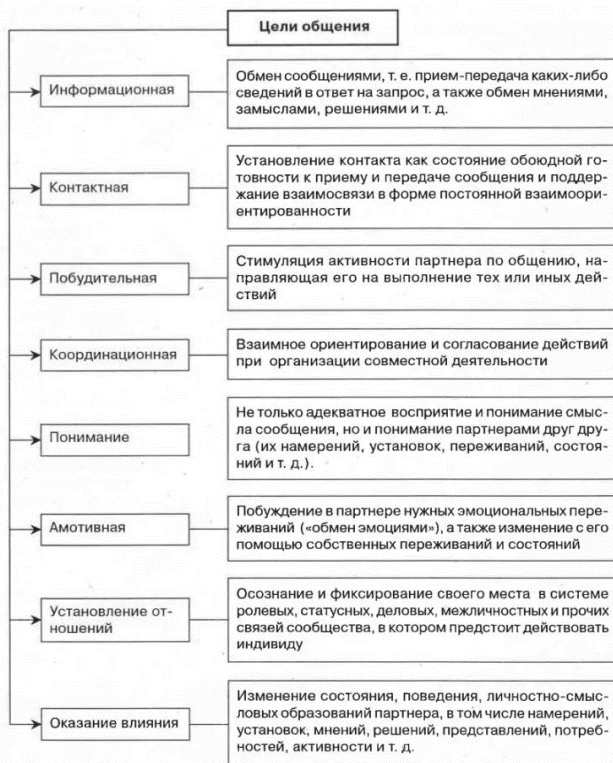 Цели общения
Информационная
Обмен сообщениями, т. е. прием-передача каких-либо
сведений в ответ на запрос, а также обмен мнениями,
замыслами, решениями и т. д.
Контактная
Установление контакта как состояние обоюдной го-
товности к приему и передаче сообщения и поддер-
жание взаимосвязи в форме постоянной взаимоори-
ентированности
Побудительная
Стимуляция активности партнера по общению, на-
правляющая его на выполнение тех или иных дей-
ствий
Координационная
Взаимное ориентирование и согласование действий
при организации совместной деятельности
Понимание
Не только адекватное восприятие и понимание смыс-
ла сообщения, но и понимание партнерами друг дру-
га (их намерений, установок, переживаний, состоя-
ний и т. д.).
Амотивная
Побуждение в партнере нужных эмоциональных пере-
живаний («обмен эмоциями»), а также изменение с его
помощью собственных переживаний и состояний
Установление от-
ношений
Осознание и фиксирование своего места в системе
ролевых, статусных, деловых, межличностных и прочих
связей сообщества, в котором предстоит действовать
индивиду
Оказание влияния
Изменение состояния, поведения, личностно-смыс-
ловых образований партнера, в том числе намерений,
установок, мнений, решений, представлений, потреб-
ностей, активности и т. д.